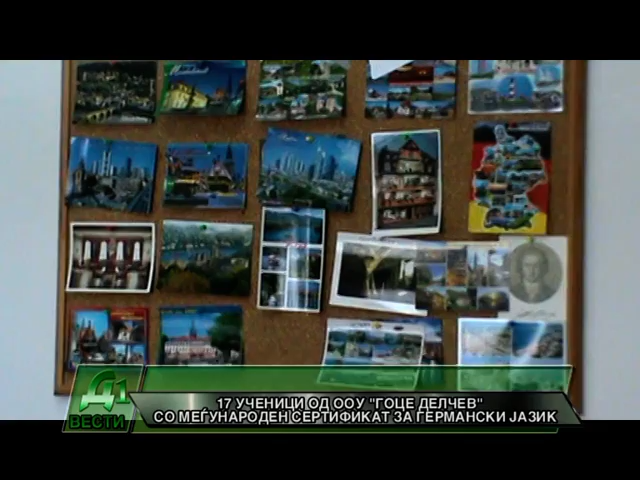 Д1
ВЕСТИ
17 УЧЕНИЦИ ОД ООУ "ГОЦЕ ДЕЛЧЕВ"
СО МЕЃУНАРОДЕН СЕРТИФИКАТ ЗА ГЕРМАНСКИ ЈАЗИК